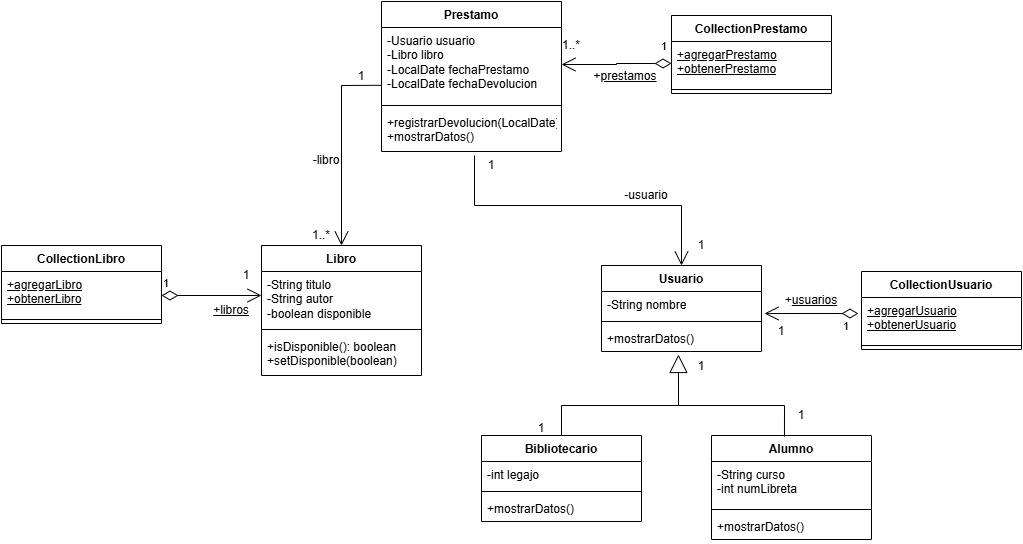 Prestamo
-Usuario usuario
-Libro libro
-LocalDate fechaPrestamo
-LocalDate fechaDevolucion
+registrarDevolucion(LocalDate)
+mostrarDatos()
CollectionPrestamo
+agregarPrestamo
+obtenerPrestamo
1..*
1
+prestamos
1
-libro
1..*
1
-usuario
1
CollectionLibro
+agregarLibro
+obtenerLibro
1
1
+libros
Libro
-String titulo
-String autor
-boolean disponible
+isDisponible(): boolean
+setDisponible(boolean)
Usuario
-String nombre
+mostrarDatos()
+usuarios
1
1
CollectionUsuario
+agregarUsuario
+obtenerUsuario
1
1
1
Bibliotecario
-int legajo
+mostrarDatos()
Alumno
-String curso
-int numLibreta
+mostrarDatos()